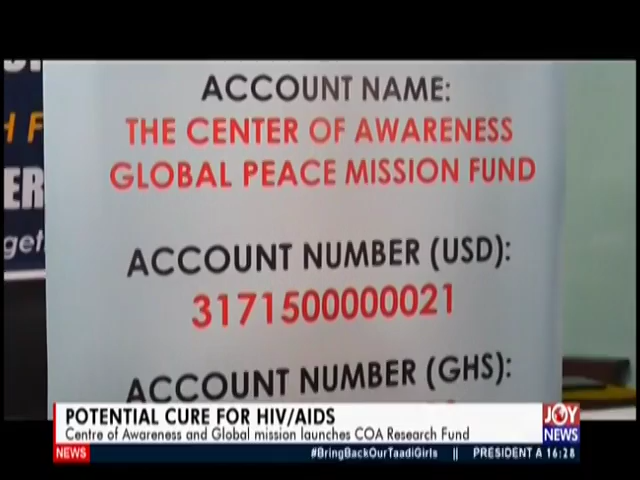 ACCOUNT NAME:
THE CENTER OF AWARENESS
GLOBAL PEACE MISSION FUND
H F
ER
get
ACCOUNT NUMBER (USD):
3171500000021
ACCOUNT NUMBER (GHS):
POTENTIAL CURE FOR HIV/AIDS
Centre of Awareness and Global mission launches COA Research Fund
JOY
NEWS
NEWS
#BringBackOurTaadiGirls || PRESIDENT A 16:28